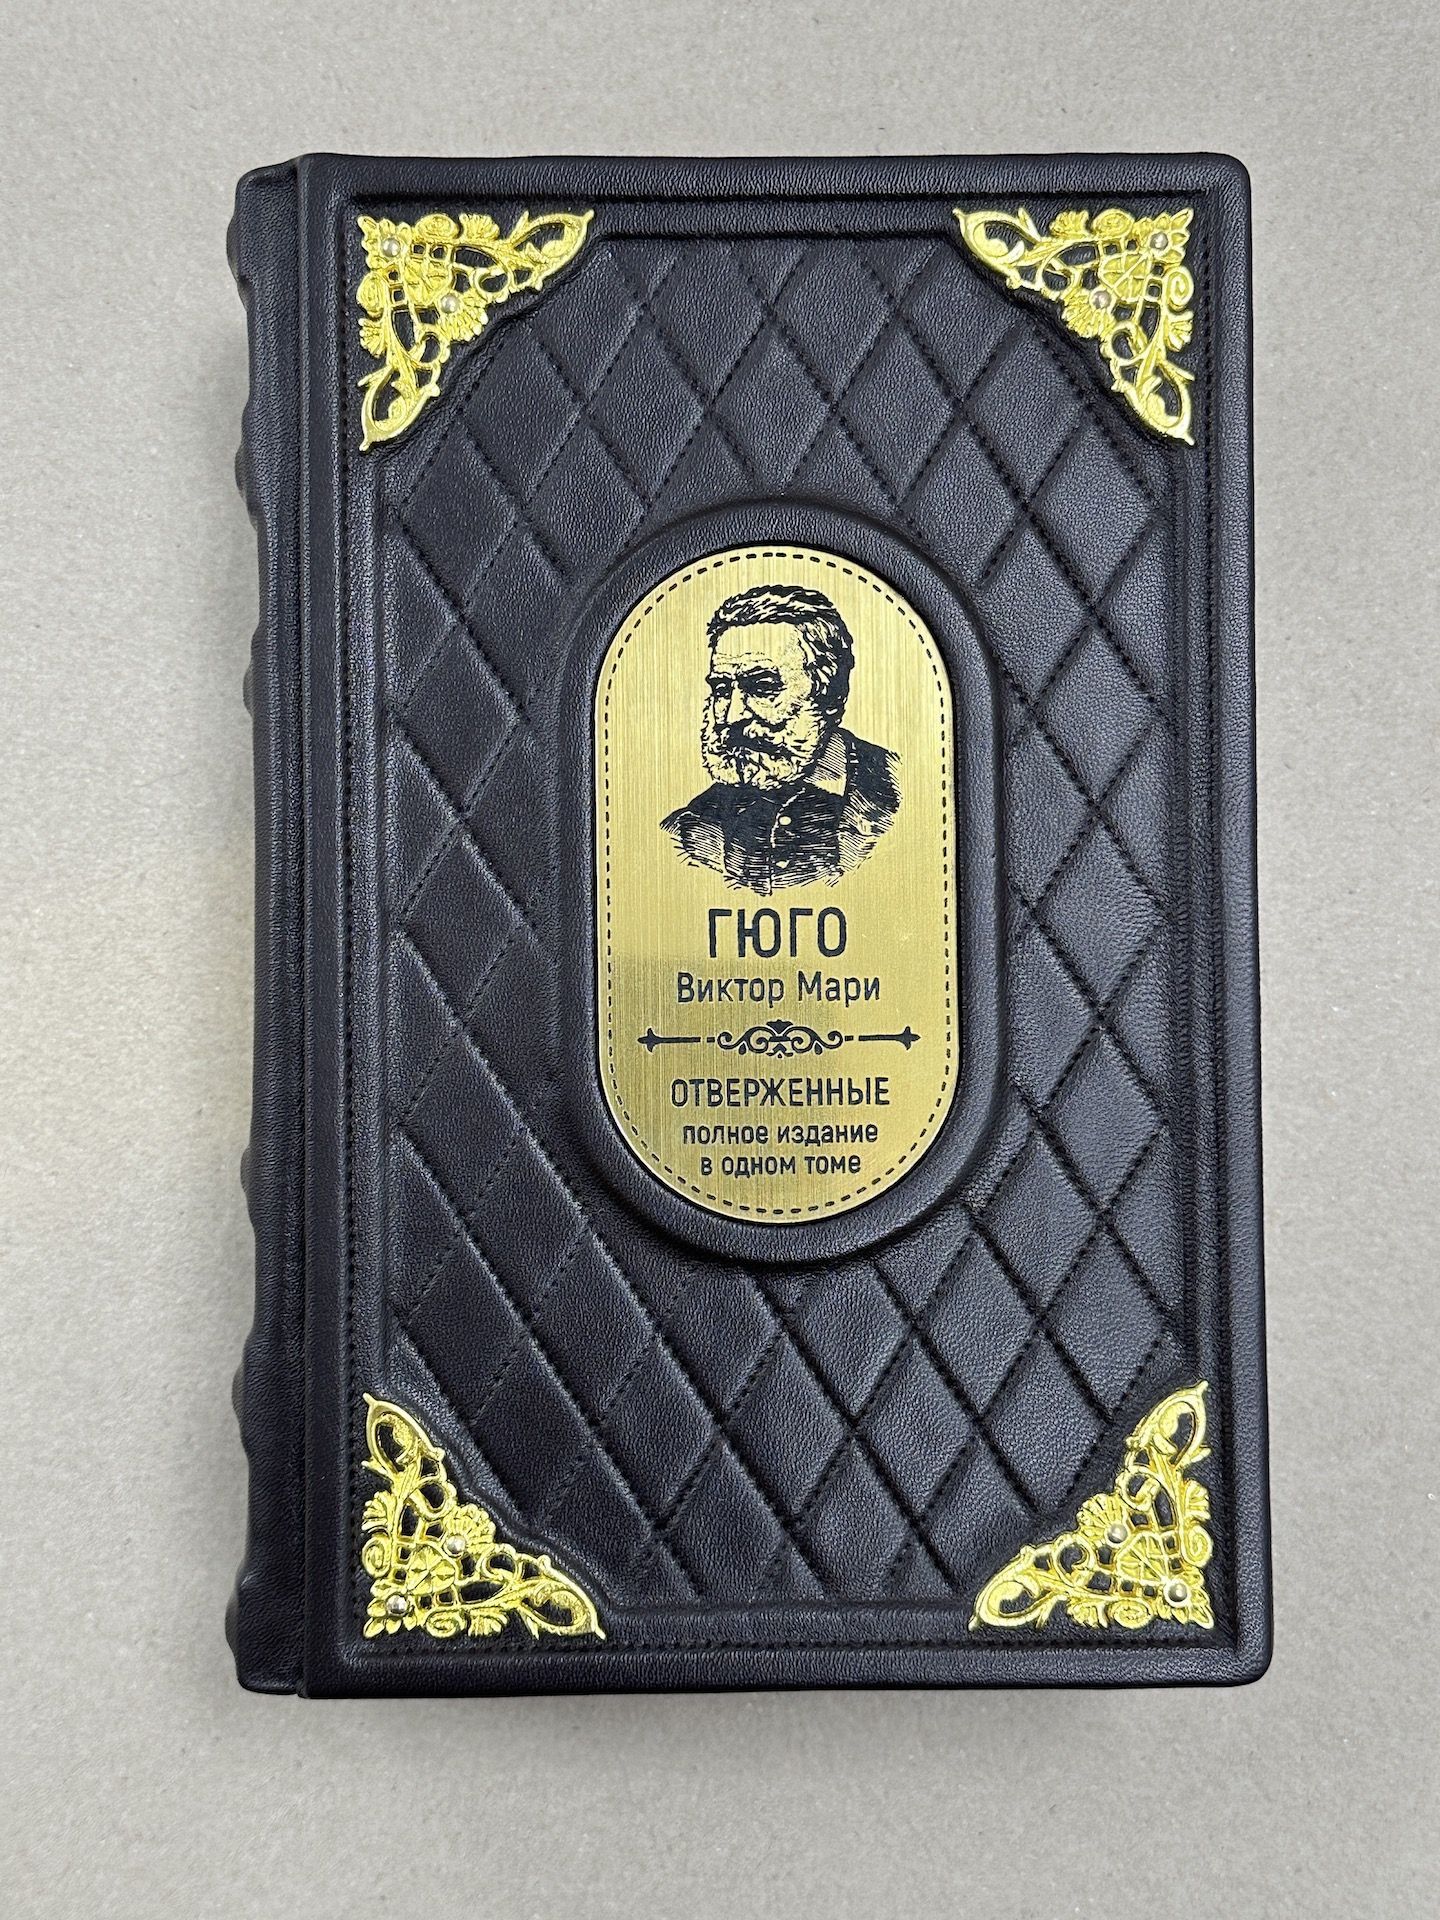 ГЮГО
Виктор Мари
ОТВЕРЖЕННЫЕ
полное издание
в одном томе